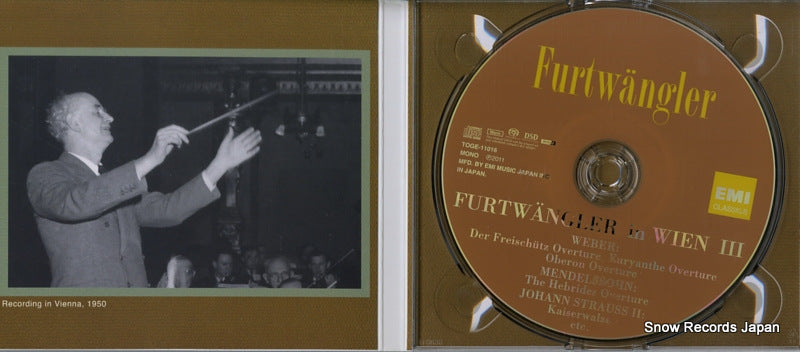 Recording in Vienna, 1950
Furtwängler
DSD
TOGE-11016
MONO ℗2011
MFD. BY EMI MUSIC JAPAN
IN JAPAN.
EMI
CLASSICS
FURTWÄNGLER in WIEN III
WEBER:
Der Freischütz Overture, Euryanthe Overture
Oberon Overture
MENDELSSOHN:
The Hebrides Overture
JOHANN STRAUSS II:
Kaiserwalss
etc.
Snow Records Japan